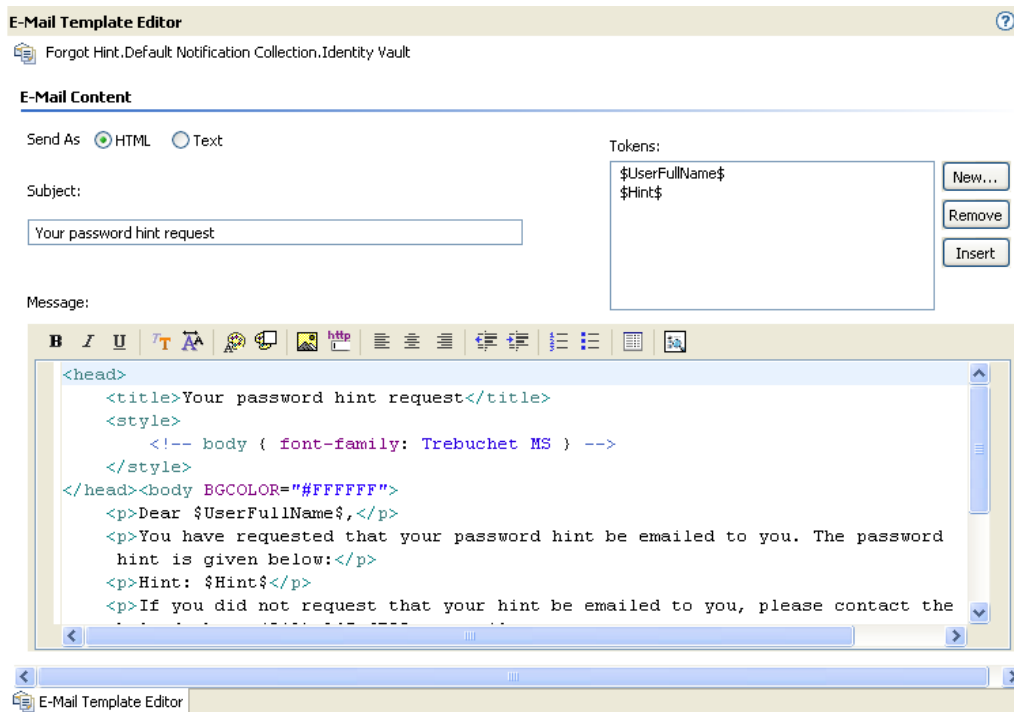 E-Mail Template Editor
Forgot Hint.Default Notification Collection.Identity Vault
E-Mail Content
Send As HTML Text
Tokens:
$UserFullName$
$Hint$
New...
Remove
Insert
Subject:
Your password hint request
Message:
B I U TT AA http
<head>
<title>Your password hint request</title>
<style>
<!-- body { font-family: Trebuchet MS } -->
</style>
</head><body BGCOLOR="#FFFFFF">
<p>Dear $UserFullName$,</p>
<p>You have requested that your password hint be emailed to you. The password
hint is given below:</p>
<p>Hint: $Hint$</p>
<p>If you did not request that your hint be emailed to you, please contact the
E-Mail Template Editor